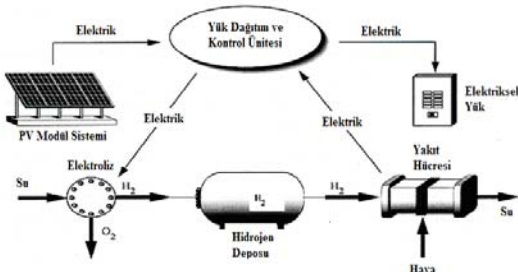 Elektrik
Yük Dağıtım ve
Kontrol Ünitesi
Elektrik
PV Modül Sistemi
Elektrik
Elektrik
Elektriksel
Yük
Elektroliz
Yakıt
Hücresi
Su
H2
H2
H2
Su
O2
Hidrojen
Deposu
Hava